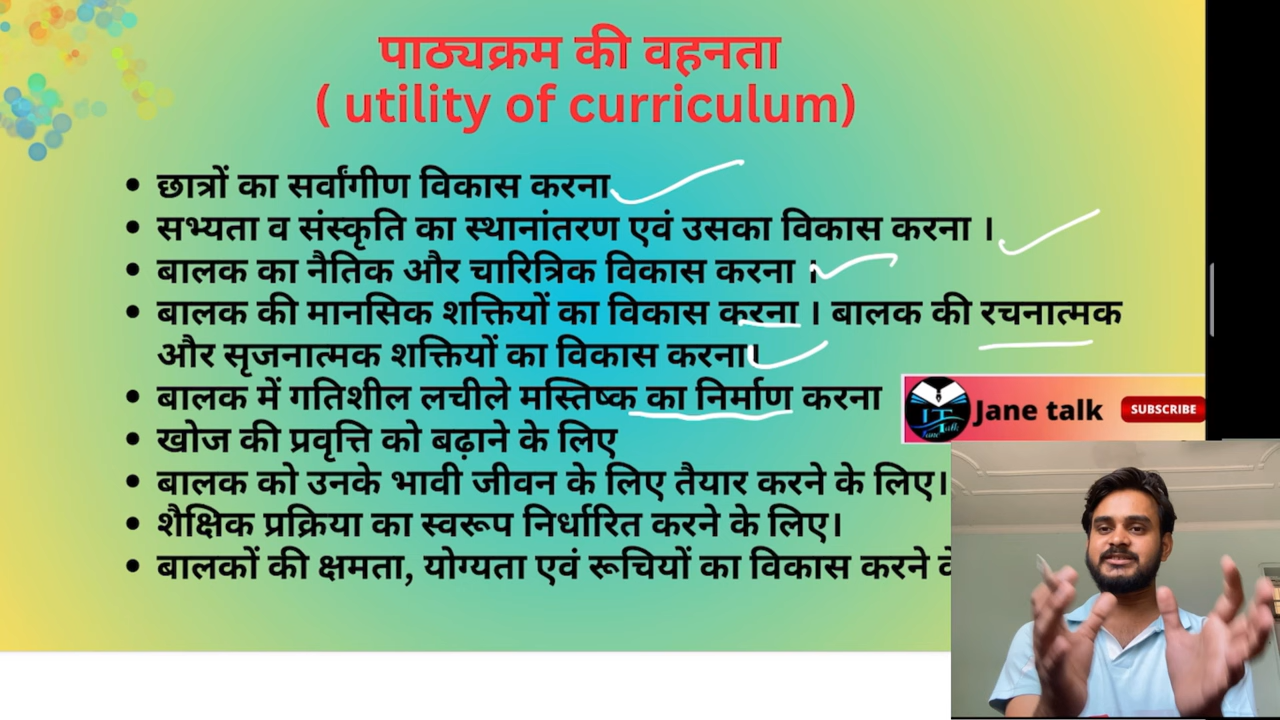 पाठ्यक्रम की वहनता
( utility of curriculum)
• छात्रों का सर्वांगीण विकास करना
• सभ्यता व संस्कृति का स्थानांतरण एवं उसका विकास करना ।
• बालक का नैतिक और चारित्रिक विकास करना ।
• बालक की मानसिक शक्तियों का विकास करना । बालक की रचनात्मक
और सृजनात्मक शक्तियों का विकास करना।
• बालक में गतिशील लचीले मस्तिष्क का निर्माण करना
Jane talk
SUBSCRIBE
• खोज की प्रवृत्ति को बढ़ाने के लिए
• बालक को उनके भावी जीवन के लिए तैयार करने के लिए।
• शैक्षिक प्रक्रिया का स्वरूप निर्धारित करने के लिए।
• बालकों की क्षमता, योग्यता एवं रूचियों का विकास करने